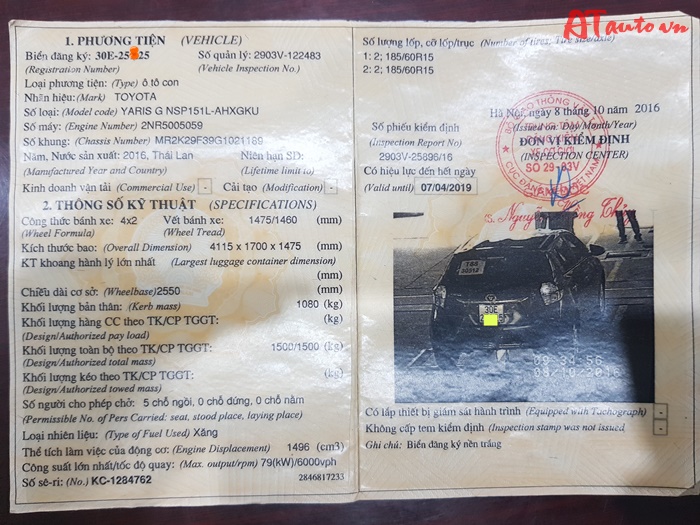 ATauto.vn
1. PHƯƠNG TIỆN (VEHICLE)
Biển đăng ký: 30E-25 25 Số quản lý: 2903V-122483
(Registration Number) (Vehicle Inspection No.)
Loại phương tiện: (Type) ô tô con
Nhãn hiệu: (Mark) TOYOTA
Số loại: (Model code) YARIS G NSP151L-AHXGKU
Số máy: (Engine Number) 2NR5005059
Số khung: (Chassis Number) MR2K29F39G1021189
Năm, Nước sản xuất: 2016, Thái Lan Niên hạn SD:
(Manufactured Year and Country) (Lifetime limit to)
Kinh doanh vận tải (Commercial Use) - Cải tạo (Modification) -
2. THÔNG SỐ KỸ THUẬT (SPECIFICATIONS)
Công thức bánh xe: 4x2 Vết bánh xe: 1475/1460 (mm)
(Wheel Formula) (Wheel Tread)
Kích thước bao: (Overall Dimension) 4115 x 1700 x 1475 (mm)
KT khoang hành lý lớn nhất (Largest luggage container dimension)
(mm)
Chiều dài cơ sở: (Wheelbase) 2550 (mm)
Khối lượng bản thân: (Kerb mass) 1080 (kg)
Khối lượng hàng CC theo TK/CP TGGT: (kg)
(Design/Authorized pay load)
Khối lượng toàn bộ theo TK/CP TGGT: 1500/1500 (kg)
(Design/Authorized total mass)
Khối lượng kéo theo TK/CP TGGT: (kg)
(Design/Authorized towed mass)
Số người cho phép chở: 5 chỗ ngồi, 0 chỗ đứng, 0 chỗ nằm
(Permissible No. of Pers Carried: seat, stood place, laying place)
Loại nhiên liệu: (Type of Fuel Used) Xăng
Thể tích làm việc của động cơ: (Engine Displacement) 1496 (cm3)
Công suất lớn nhất/tốc độ quay: (Max. output/rpm) 79(kW)/6000vph
Số sê-ri: (No.) KC-1284762 2846817233
Số lượng lốp, cỡ lốp/trục (Number of tires; Tire size/axle)
1: 2; 185/60R15
2: 2; 185/60R15
Hà Nội, ngày 8 tháng 10 năm 2016
(Issued on: Day/Month/Year)
Số phiếu kiểm định ĐƠN VỊ KIỂM ĐỊNH
(Inspection Report No) (INSPECTION CENTER)
2903V-25896/16
SỐ 29-03V
Có hiệu lực đến hết ngày
(Valid until) 07/04/2019
30E
08/10/2016
Có lắp thiết bị giám sát hành trình (Equipped with Tachograph) -
Không cấp tem kiểm định (Inspection stamp was not issued) -
Ghi chú: Biển đăng ký nền trắng